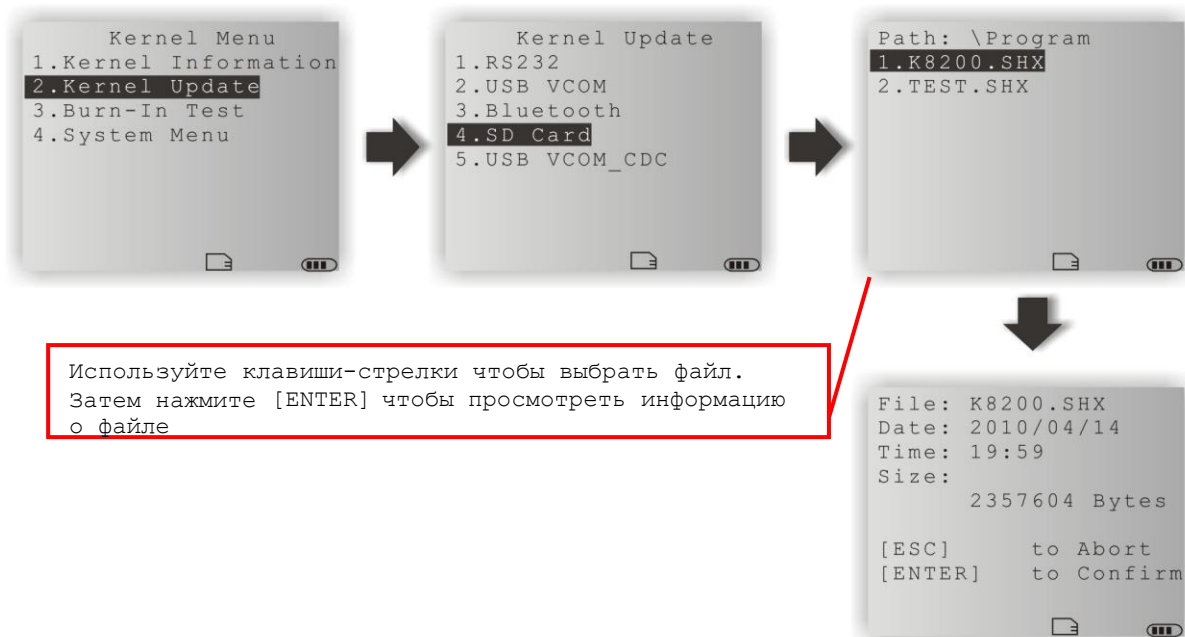 Kernel Menu
1.Kernel Information
2.Kernel Update
3.Burn-In Test
4.System Menu
Kernel Update
1.RS232
2.USB VCOM
3.Bluetooth
4.SD Card
5.USB VCOM_CDC
Path: \Program
1.K8200.SHX
2.TEST.SHX
Используйте клавиши-стрелки чтобы выбрать файл.
Затем нажмите [ENTER] чтобы просмотреть информацию
о файле
File: K8200.SHX
Date: 2010/04/14
Time: 19:59
Size:
2357604 Bytes
[ESC] to Abort
[ENTER] to Confirm